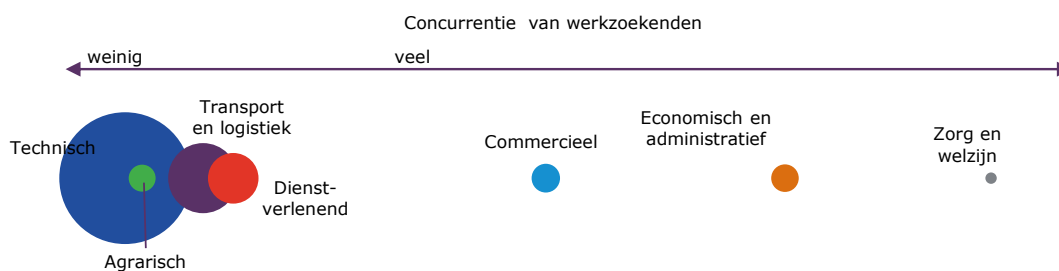 Concurrentie van werkzoekenden
weinig
veel
Transport
en logistiek
Technisch
Dienst-
verlenend
Agrarisch
Commercieel
Economisch en
administratief
Zorg en
welzijn